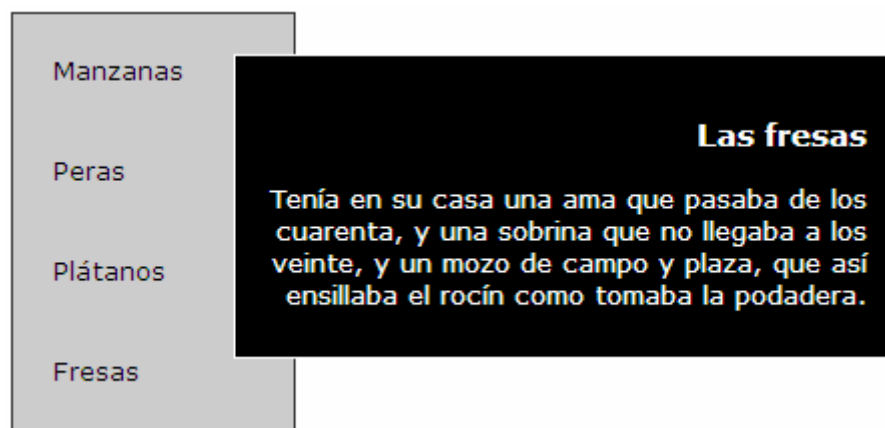 Manzanas
Peras
Plátanos
Fresas
Las fresas
Tenía en su casa una ama que pasaba de los
cuarenta, y una sobrina que no llegaba a los
veinte, y un mozo de campo y plaza, que así
ensillaba el rocín como tomaba la podadera.